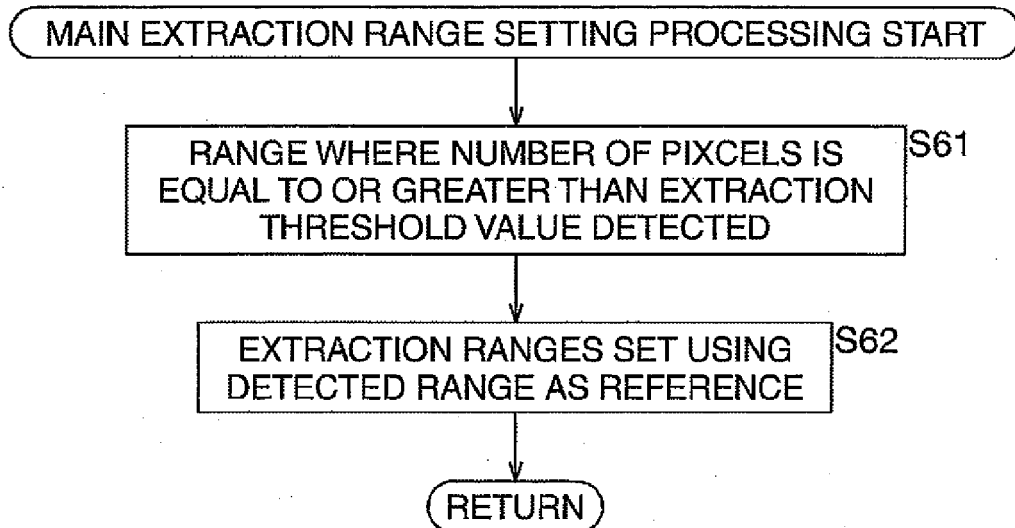 MAIN EXTRACTION RANGE SETTING PROCESSING START
RANGE WHERE NUMBER OF PIXCELS IS
EQUAL TO OR GREATER THAN EXTRACTION
THRESHOLD VALUE DETECTED
S61
EXTRACTION RANGES SET USING
DETECTED RANGE AS REFERENCE
S62
RETURN